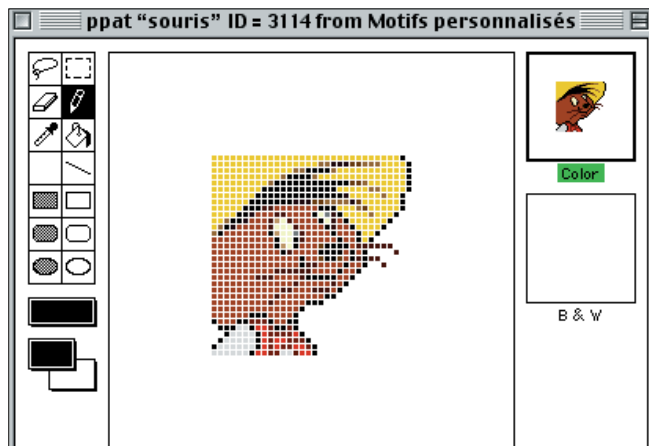 ppat “souris” ID = 3114 from Motifs personnalisés
Color
B & W